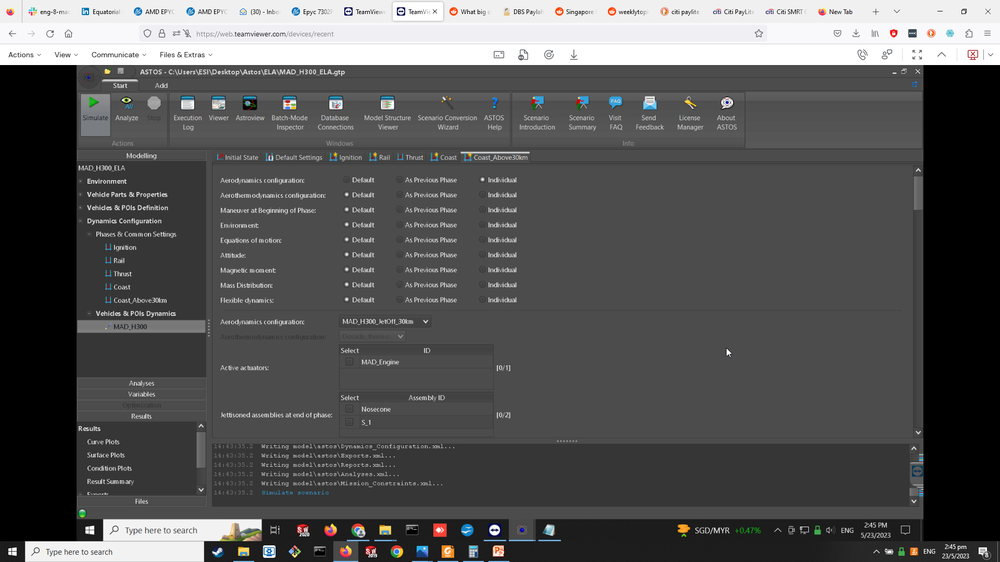 eng-8-mac
Equatorial
AMD EPYC
AMD EPYC
(30) - Inbo
Epyc 7302P
TeamViewe
TeamVie
What big c
DBS Paylah
Singapore
weeklytopi
citi paylite
Citi PayLite
Citi SMRT C
New Tab
https://web.teamviewer.com/devices/recent
Actions
View
Communicate
Files & Extras
ASTOS - C:\Users\ESI\Desktop\Astos\ELA\MAD_H300_ELA.gtp
Start
Add
Simulate
Analyze
Stop
Execution Log
Viewer
Astroview
Batch-Mode Inspector
Database Connections
Model Structure Viewer
Scenario Conversion Wizard
ASTOS Help
Scenario Introduction
Scenario Summary
FAQ
Visit FAQ
Send Feedback
License Manager
About ASTOS
Actions
Windows
Info
Modelling
MAD_H300_ELA
Environment
Vehicle Parts & Properties
Vehicles & POIs Definition
Dynamics Configuration
Phases & Common Settings
Ignition
Rail
Thrust
Coast
Coast_Above30km
Vehicles & POIs Dynamics
MAD_H300
Analyses
Variables
Optimization
Results
Results
Curve Plots
Surface Plots
Condition Plots
Result Summary
Exports
Files
Initial State
Default Settings
Ignition
Rail
Thrust
Coast
Coast_Above30km
Aerodynamics configuration: Default As Previous Phase Individual
Aerothermodynamics configuration: Default As Previous Phase Individual
Maneuver at Beginning of Phase: Default As Previous Phase Individual
Environment: Default As Previous Phase Individual
Equations of motion: Default As Previous Phase Individual
Attitude: Default As Previous Phase Individual
Magnetic moment: Default As Previous Phase Individual
Mass Distribution: Default As Previous Phase Individual
Flexible dynamics: Default As Previous Phase Individual
Aerodynamics configuration: MAD_H300_JetOff_30km
Aerothermodynamics configuration: Dorado_thermo
Select ID
MAD_Engine
Active actuators: [0/1]
Select Assembly ID
Nosecone
Jettisoned assemblies at end of phase: [0/2]
S_1
14:43:35.2 Writing model\astos\Dynamics_Configuration.xml...
14:43:35.2 Writing model\astos\Exports.xml...
14:43:35.2 Writing model\astos\Reports.xml...
14:43:35.2 Writing model\astos\Analyses.xml...
14:43:35.2 Writing model\astos\Mission_Constraints.xml...
14:43:35.2 Simulate scenario
Type here to search
SW 2020
SGD/MYR +0.47%
ENG
2:45 PM
5/23/2023
Type here to search
SW 2019
ENG
2:45 pm
23/5/2023
8